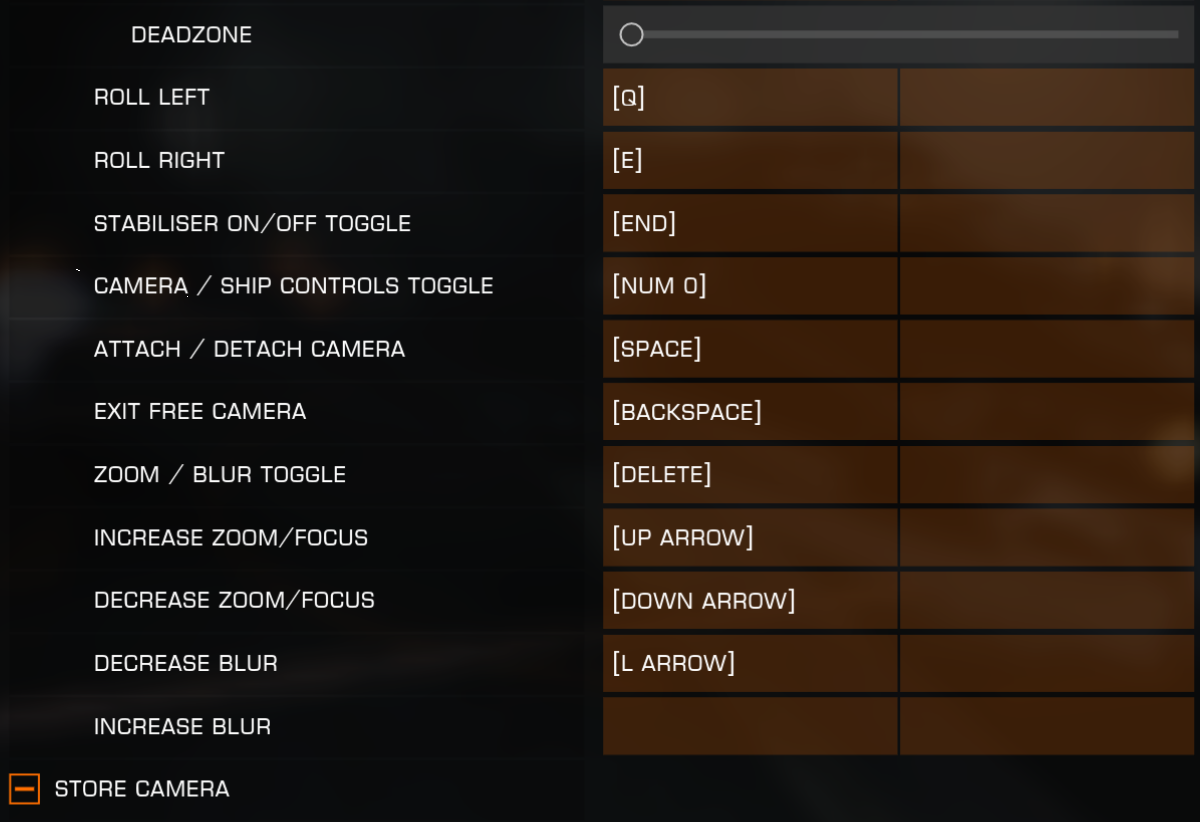 DEADZONE
ROLL LEFT [Q]
ROLL RIGHT [E]
STABILISER ON/OFF TOGGLE [END]
CAMERA / SHIP CONTROLS TOGGLE [NUM 0]
ATTACH / DETACH CAMERA [SPACE]
EXIT FREE CAMERA [BACKSPACE]
ZOOM / BLUR TOGGLE [DELETE]
INCREASE ZOOM/FOCUS [UP ARROW]
DECREASE ZOOM/FOCUS [DOWN ARROW]
DECREASE BLUR [L ARROW]
INCREASE BLUR
STORE CAMERA